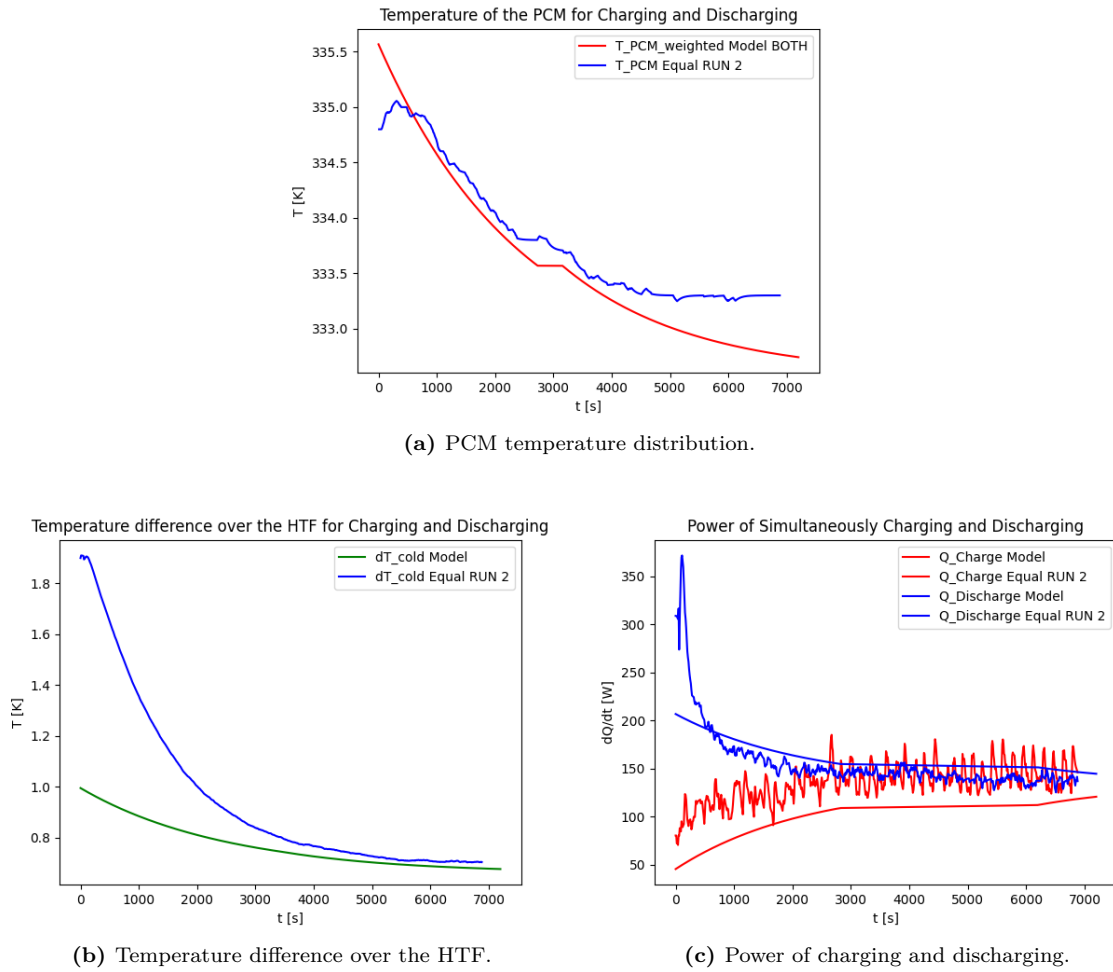 Temperature of the PCM for Charging and Discharging
T_PCM_weighted Model BOTH
T_PCM Equal RUN 2
335.5
335.0
334.5
334.0
333.5
333.0
T [K]
0 1000 2000 3000 4000 5000 6000 7000
t [s]
(a) PCM temperature distribution.
Temperature difference over the HTF for Charging and Discharging
dT_cold Model
dT_cold Equal RUN 2
1.8
1.6
1.4
1.2
1.0
0.8
T [K]
0 1000 2000 3000 4000 5000 6000 7000
t [s]
(b) Temperature difference over the HTF.
Power of Simultaneously Charging and Discharging
Q_Charge Model
Q_Charge Equal RUN 2
Q_Discharge Model
Q_Discharge Equal RUN 2
350
300
250
200
150
100
50
dQ/dt [W]
0 1000 2000 3000 4000 5000 6000 7000
t [s]
(c) Power of charging and discharging.